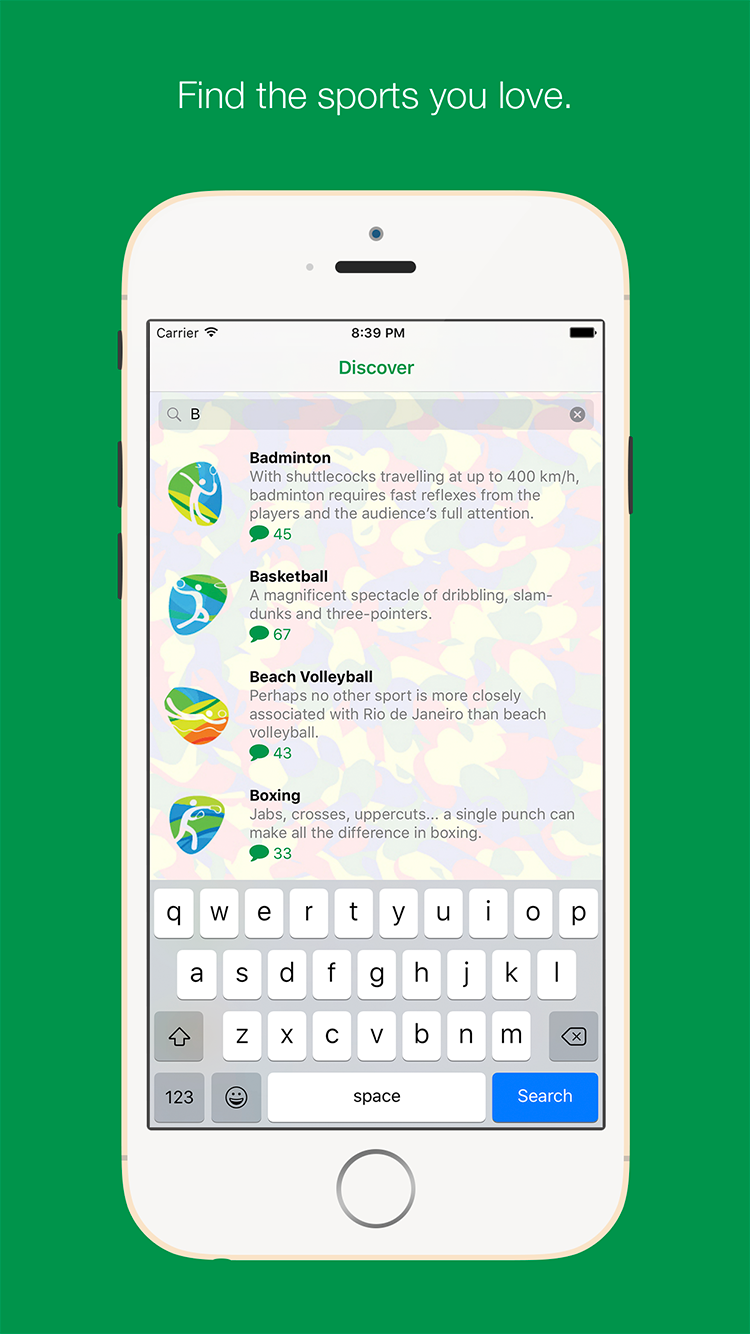 Find the sports you love.
Carrier 8:39 PM
Discover
B
Badminton
With shuttlecocks travelling at up to 400 km/h,
badminton requires fast reflexes from the
players and the audience’s full attention.
45
Basketball
A magnificent spectacle of dribbling, slam-
dunks and three-pointers.
67
Beach Volleyball
Perhaps no other sport is more closely
associated with Rio de Janeiro than beach
volleyball.
43
Boxing
Jabs, crosses, uppercuts... a single punch can
make all the difference in boxing.
33
q w e r t y u i o p
a s d f g h j k l
z x c v b n m
123 space Search